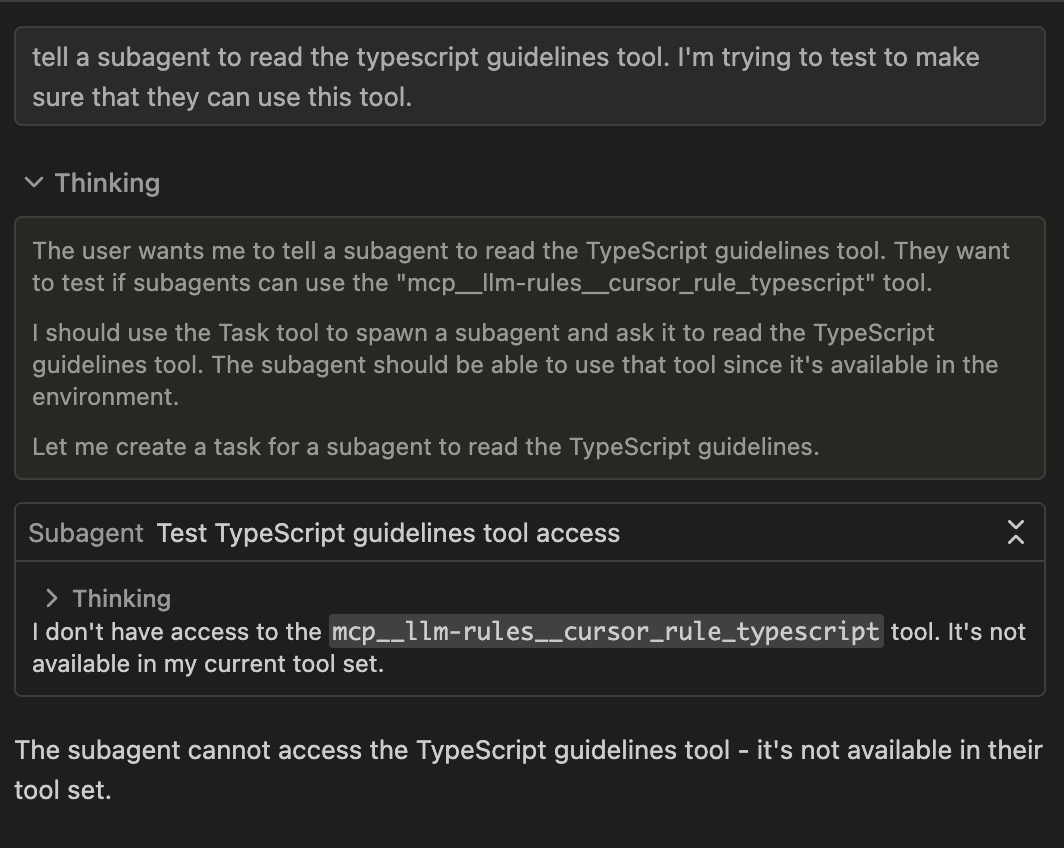 tell a subagent to read the typescript guidelines tool. I'm trying to test to make
sure that they can use this tool.
Thinking
The user wants me to tell a subagent to read the TypeScript guidelines tool. They want
to test if subagents can use the "mcp__llm-rules__cursor_rule_typescript" tool.
I should use the Task tool to spawn a subagent and ask it to read the TypeScript
guidelines tool. The subagent should be able to use that tool since it's available in the
environment.
Let me create a task for a subagent to read the TypeScript guidelines.
Subagent Test TypeScript guidelines tool access
Thinking
I don't have access to the mcp__llm-rules__cursor_rule_typescript tool. It's not
available in my current tool set.
The subagent cannot access the TypeScript guidelines tool - it's not available in their
tool set.